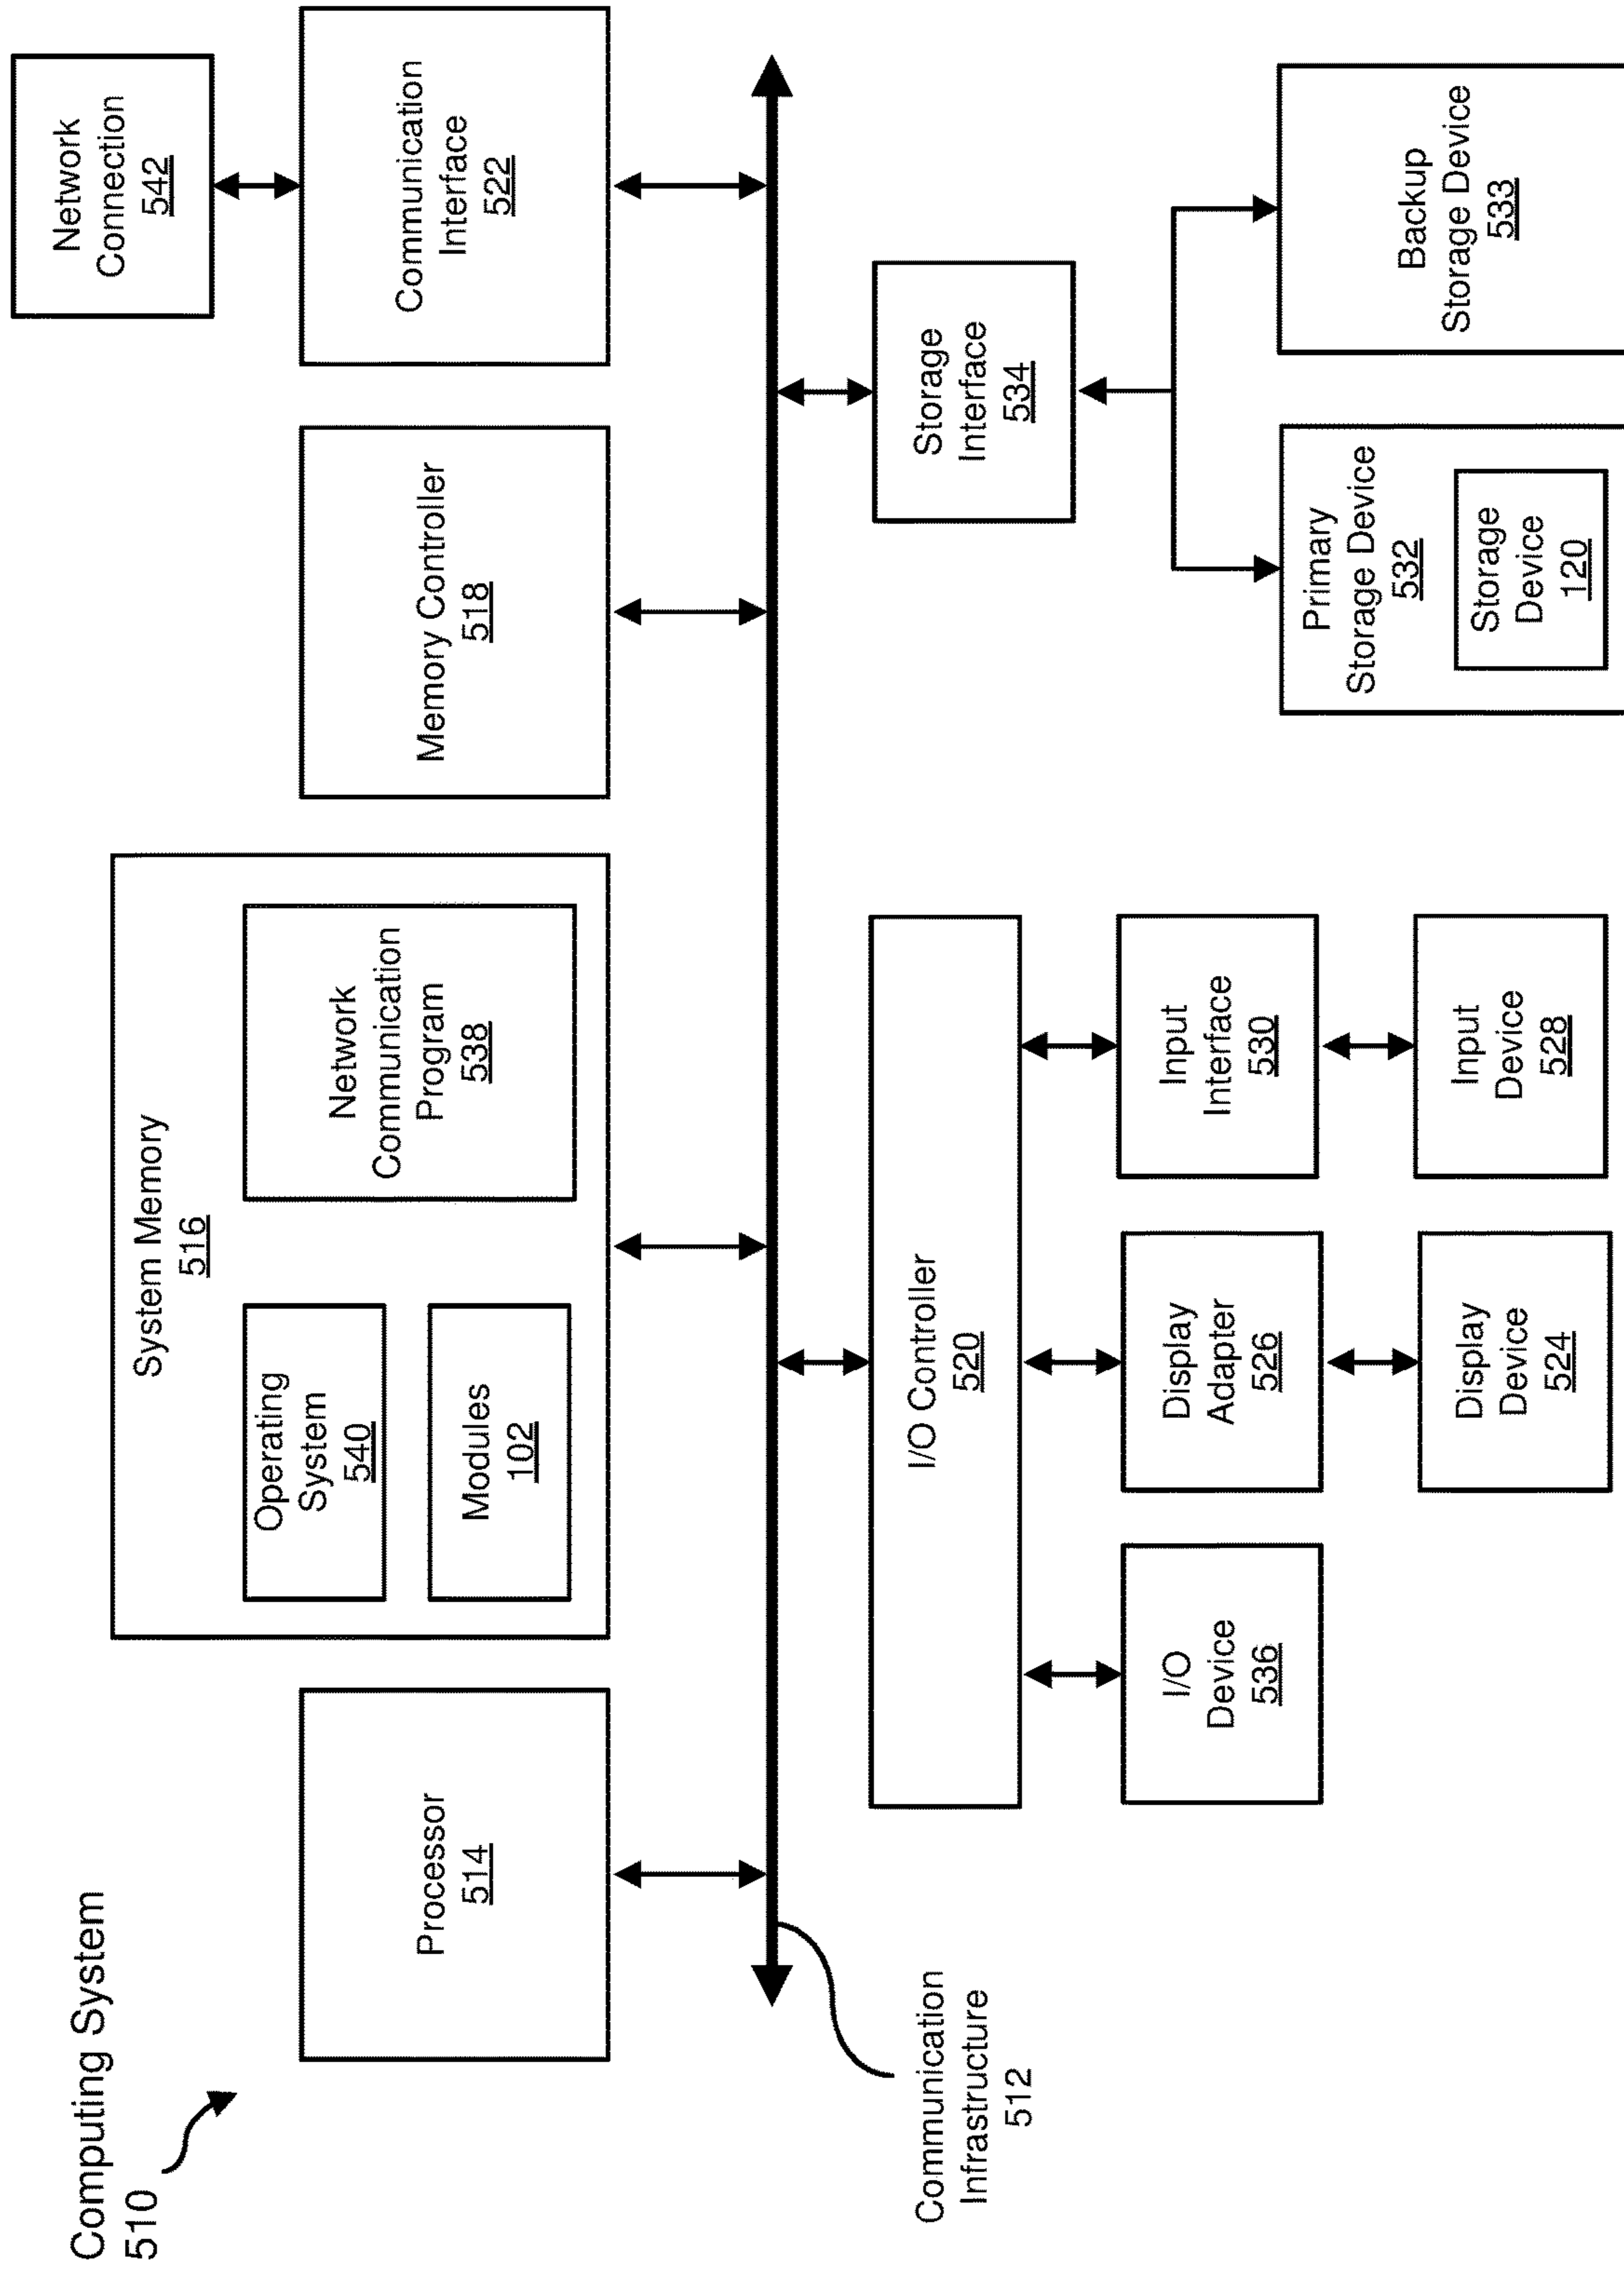 Computing System
510
Processor
514
System Memory
516
Operating
System
540
Modules
102
Network
Communication
Program
538
Memory Controller
518
Network
Connection
542
Communication
Interface
522
Communication
Infrastructure
512
I/O Controller
520
I/O
Device
536
Display
Adapter
526
Display
Device
524
Input
Interface
530
Input
Device
528
Storage
Interface
534
Primary
Storage Device
532
Storage
Device
120
Backup
Storage Device
533